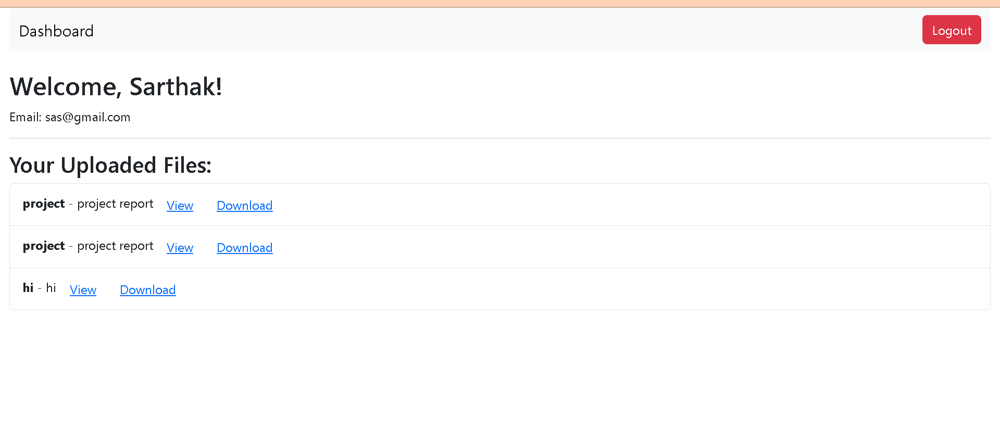 Dashboard Logout
Welcome, Sarthak!
Email: sas@gmail.com
Your Uploaded Files:
project - project report View Download
project - project report View Download
hi - hi View Download